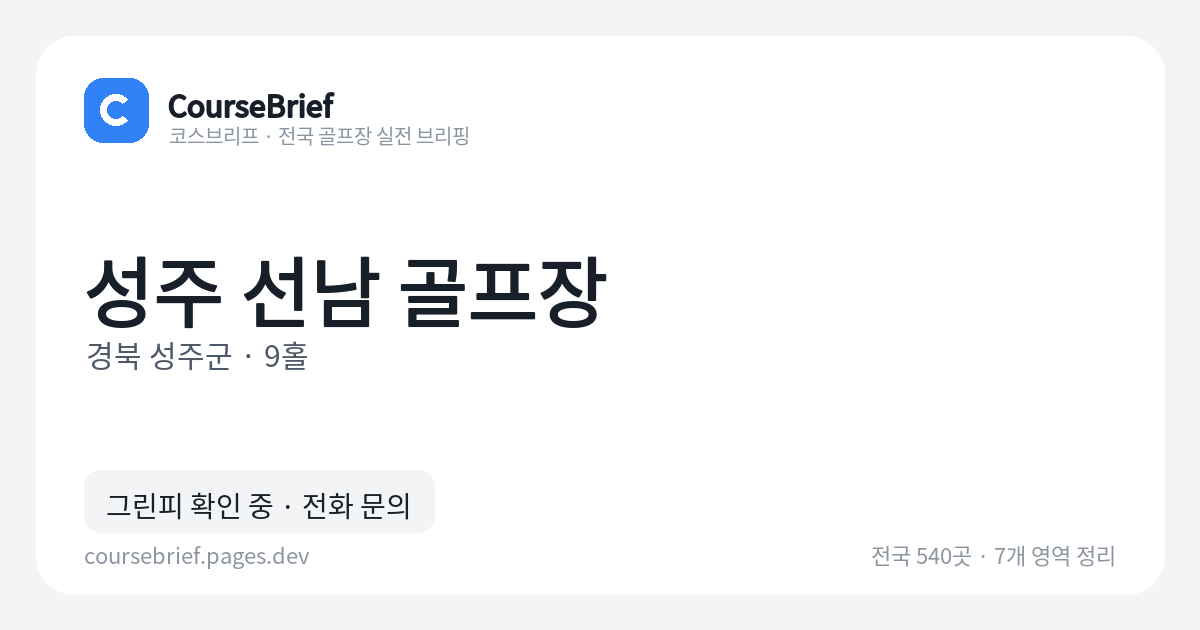 CourseBrief
코스브리프 · 전국 골프장 실전 브리핑
성주 선남 골프장
경북 성주군 · 9홀
그린피 확인 중 · 전화 문의
coursebrief.pages.dev
전국 540곳 · 7개 영역 정리